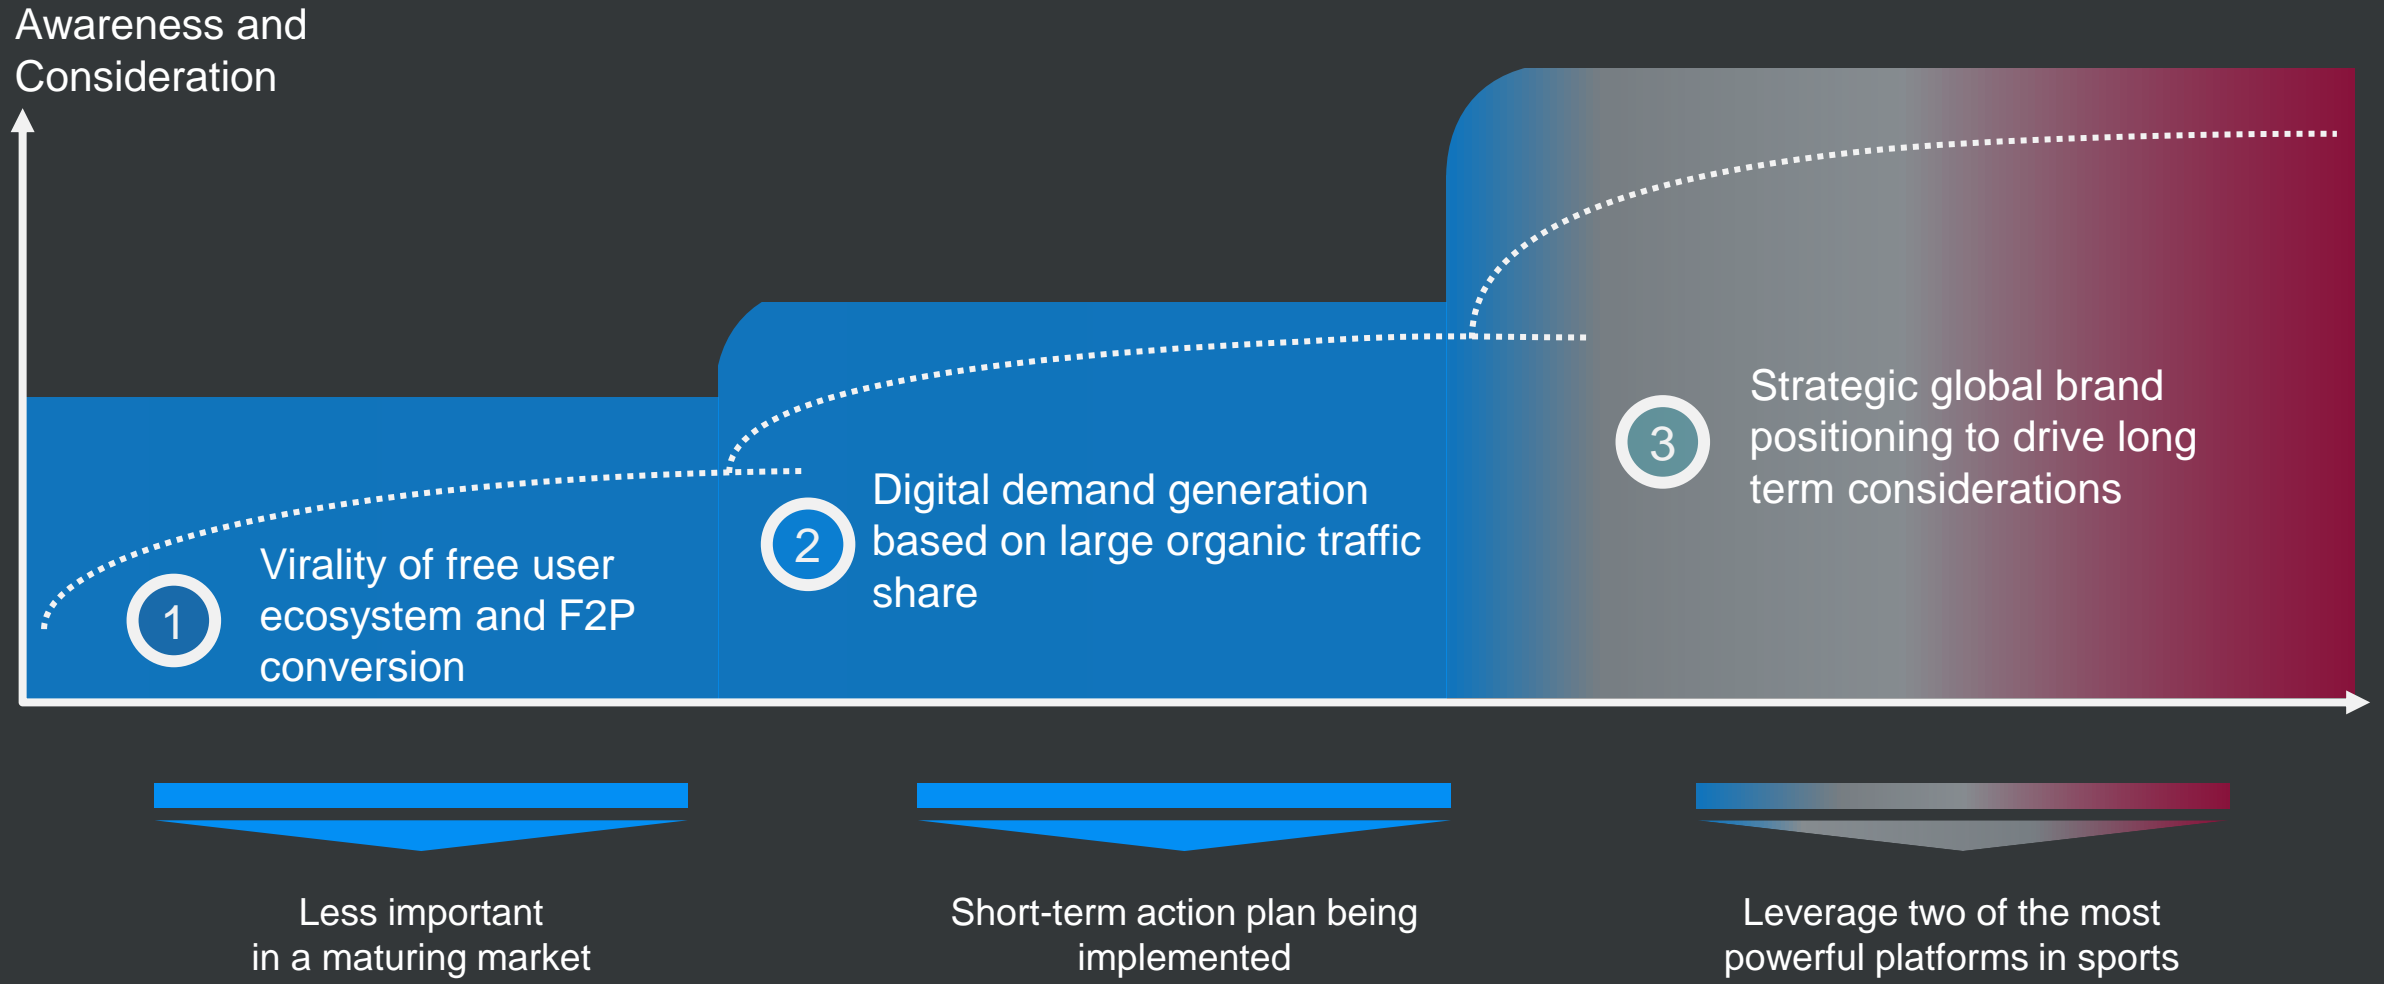 Awareness and
Consideration
1
Virality of free user
ecosystem and F2P
conversion
2
Digital demand generation
based on large organic traffic
share
3
Strategic global brand
positioning to drive long
term considerations
Less important
in a maturing market
Short-term action plan being
implemented
Leverage two of the most
powerful platforms in sports